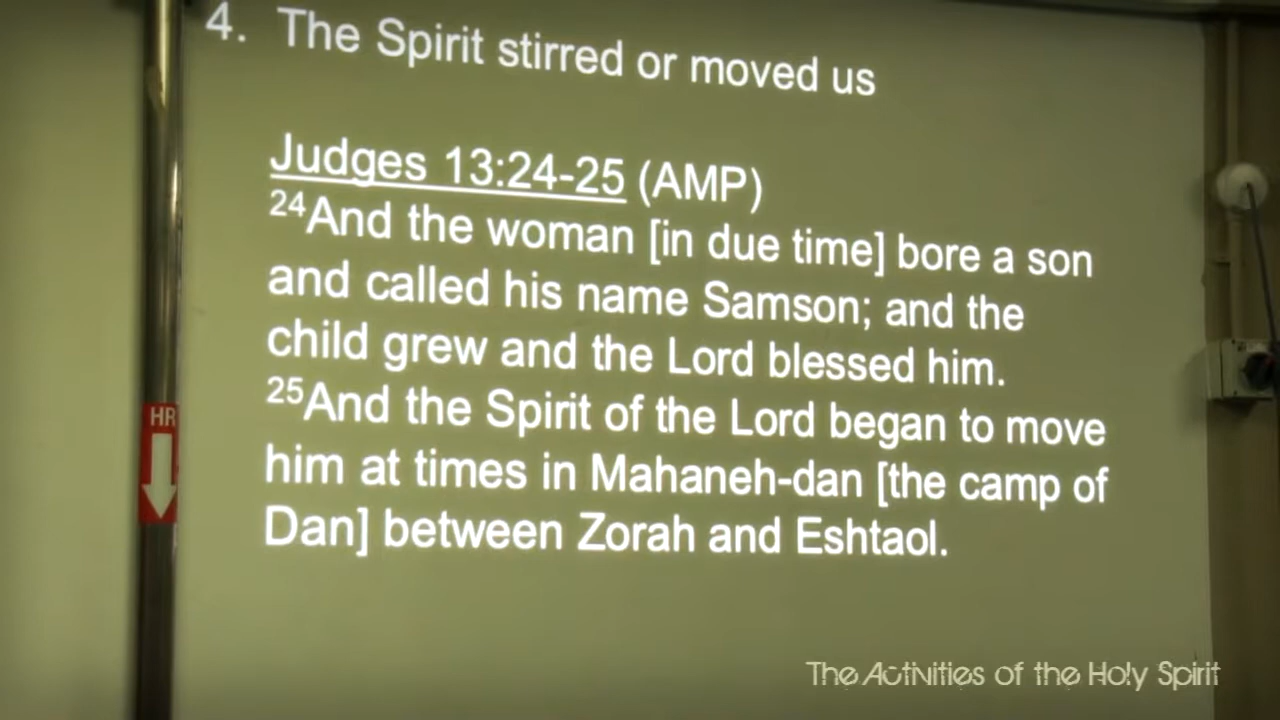 4. The Spirit stirred or moved us
Judges 13:24-25 (AMP)
24And the woman [in due time] bore a son
and called his name Samson; and the
child grew and the Lord blessed him.
25And the Spirit of the Lord began to move
him at times in Mahaneh-dan [the camp of
Dan] between Zorah and Eshtaol.
HR
The Activities of the Holy Spirit